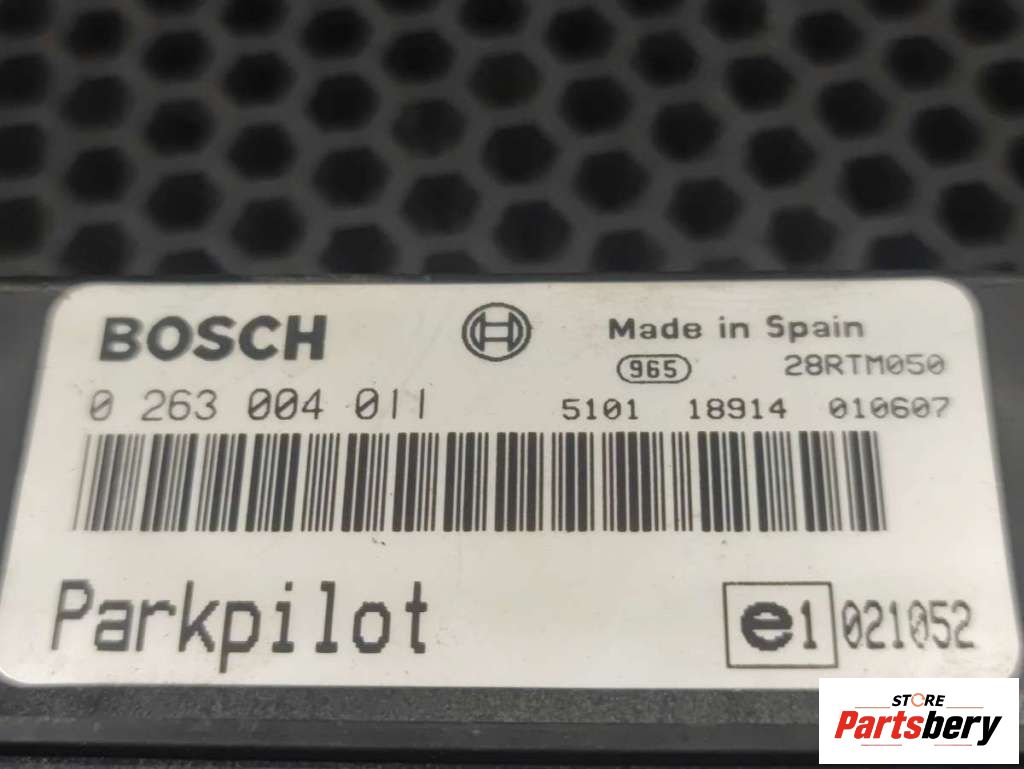 BOSCH
Made in Spain
965 28RTM050
0 263 004 011
5101 18914 010607
Parkpilot
e1 021052
STORE
Partsbery